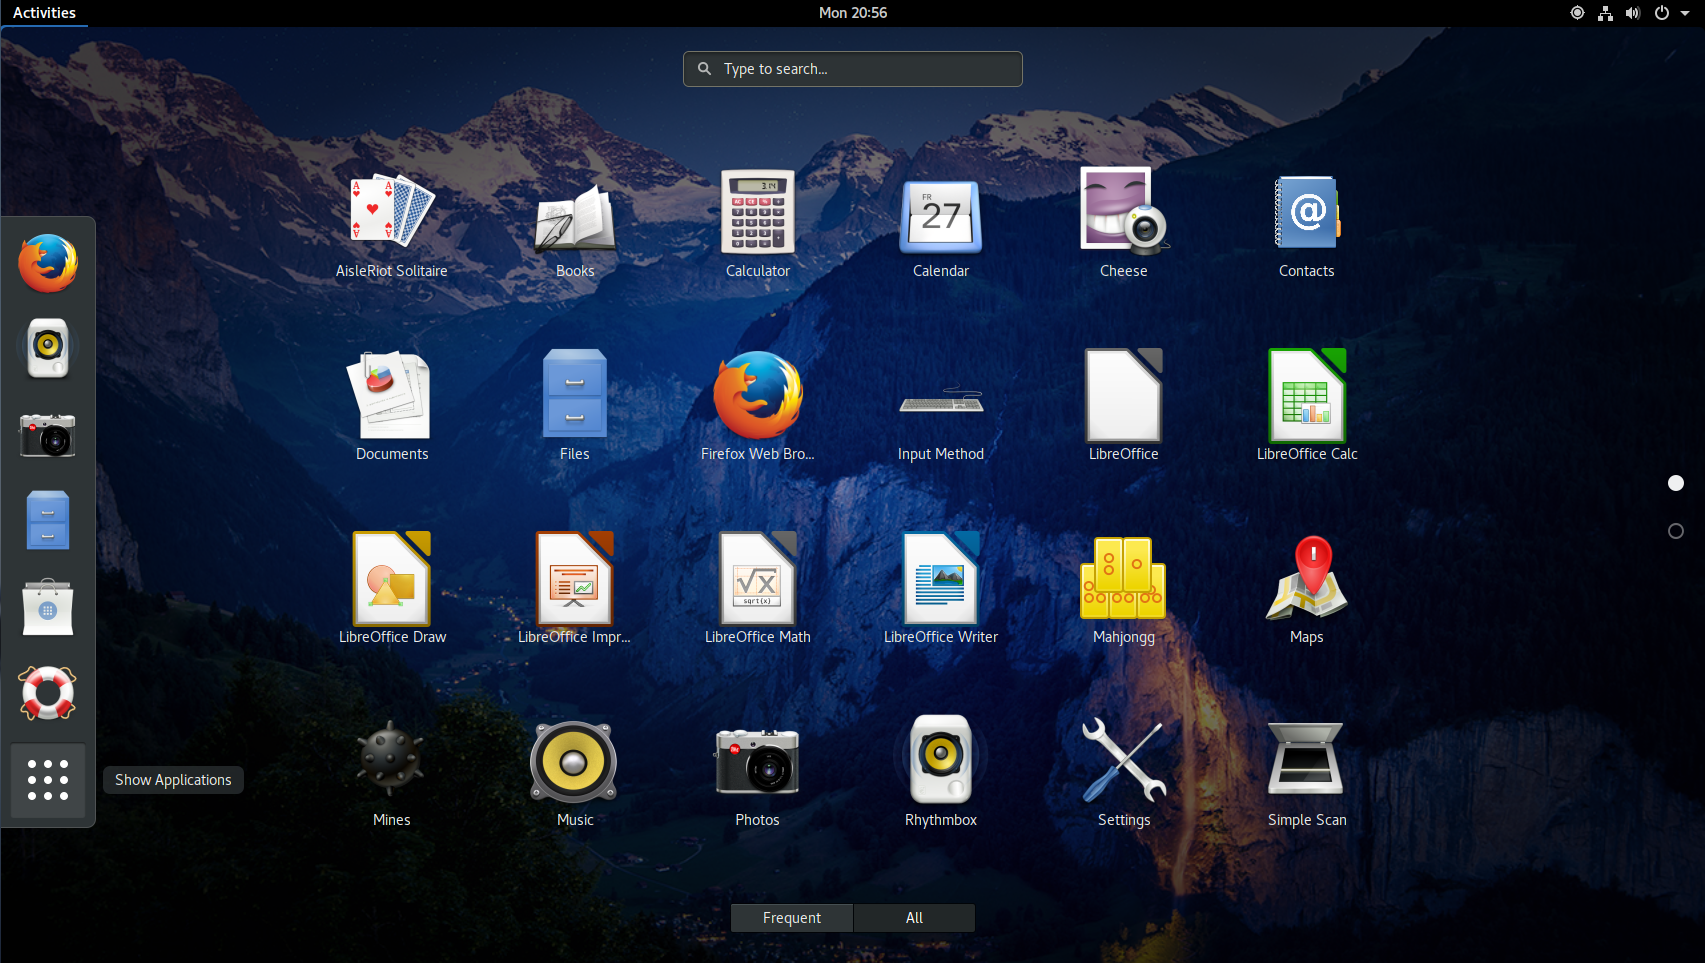 Activities
Mon 20:56
Type to search...
AisleRiot Solitaire
Books
3.14
Calculator
FR
27
Calendar
Cheese
@
Contacts
Documents
Files
Firefox Web Bro...
Input Method
LibreOffice
LibreOffice Calc
LibreOffice Draw
LibreOffice Impr...
√x
sqrt{x}
LibreOffice Math
LibreOffice Writer
Mahjongg
!
Maps
Show Applications
Mines
Music
Photos
Rhythmbox
Settings
Simple Scan
Frequent
All